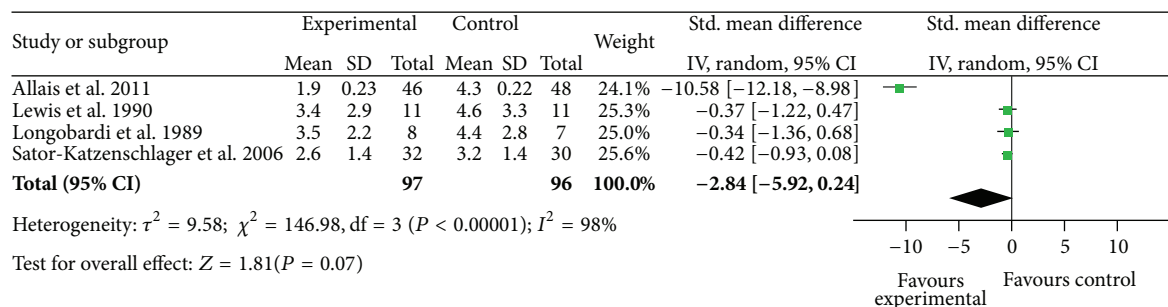 Study or subgroup Experimental Control Weight Std. mean difference Std. mean difference
Mean SD Total Mean SD Total IV, random, 95% CI IV, random, 95% CI
Allais et al. 2011 1.9 0.23 46 4.3 0.22 48 24.1% −10.58 [−12.18, −8.98]
Lewis et al. 1990 3.4 2.9 11 4.6 3.3 11 25.3% −0.37 [−1.22, 0.47]
Longobardi et al. 1989 3.5 2.2 8 4.4 2.8 7 25.0% −0.34 [−1.36, 0.68]
Sator-Katzenschlager et al. 2006 2.6 1.4 32 3.2 1.4 30 25.6% −0.42 [−0.93, 0.08]
Total (95% CI) 97 96 100.0% −2.84 [−5.92, 0.24]
Heterogeneity: τ² = 9.58; χ² = 146.98, df = 3 (P < 0.00001); I² = 98%
Test for overall effect: Z = 1.81(P = 0.07)
−10 −5 0 5 10
Favours experimental
Favours control